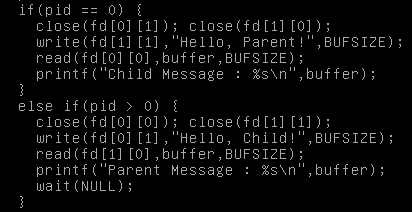 if(pid == 0) {
close(fd[0][1]); close(fd[1][0]);
write(fd[1][1],"Hello, Parent!",BUFSIZE);
read(fd[0][0],buffer,BUFSIZE);
printf("Child Message : %s\n",buffer);
}
else if(pid > 0) {
close(fd[0][0]); close(fd[1][1]);
write(fd[0][1],"Hello, Child!",BUFSIZE);
read(fd[1][0],buffer,BUFSIZE);
printf("Parent Message : %s\n",buffer);
wait(NULL);
}